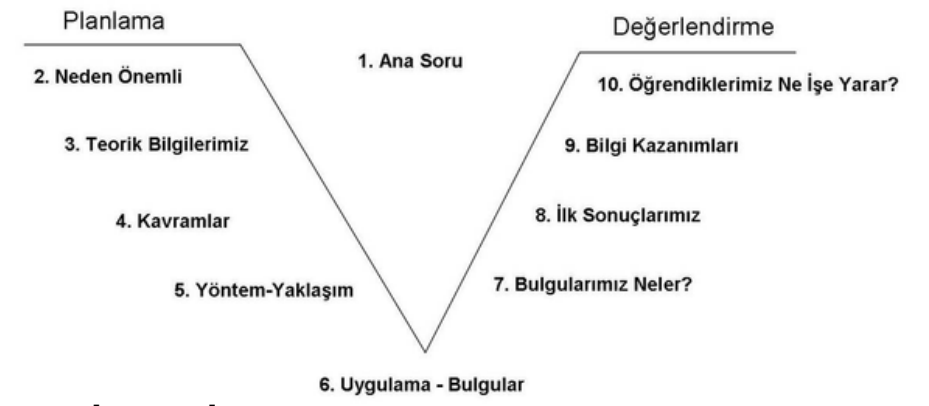 Planlama
Değerlendirme
1. Ana Soru
2. Neden Önemli
10. Öğrendiklerimiz Ne İşe Yarar?
3. Teorik Bilgilerimiz
9. Bilgi Kazanımları
4. Kavramlar
8. İlk Sonuçlarımız
5. Yöntem-Yaklaşım
7. Bulgularımız Neler?
6. Uygulama - Bulgular